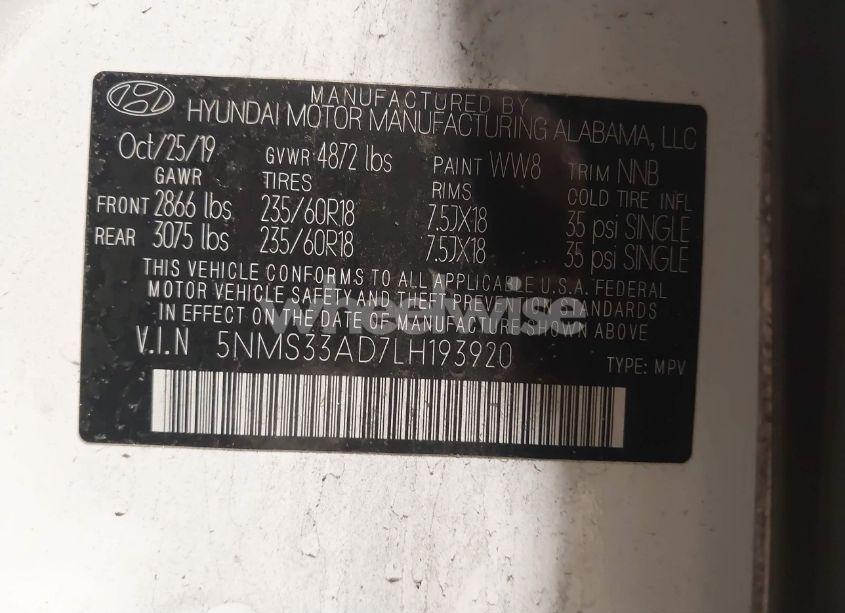 MANUFACTURED BY
HYUNDAI MOTOR MANUFACTURING ALABAMA, LLC
Oct/25/19 GVWR 4872 lbs PAINT WW8 TRIM NNB
GAWR TIRES RIMS COLD TIRE INFL
FRONT 2866 lbs 235/60R18 7.5JX18 35 psi SINGLE
REAR 3075 lbs 235/60R18 7.5JX18 35 psi SINGLE
THIS VEHICLE CONFORMS TO ALL APPLICABLE U.S.A. FEDERAL
MOTOR VEHICLE SAFETY AND THEFT PREVENTION STANDARDS
IN EFFECT ON THE DATE OF MANUFACTURE SHOWN ABOVE
wheelwise
V.I.N 5NMS33AD7LH193920 TYPE: MPV